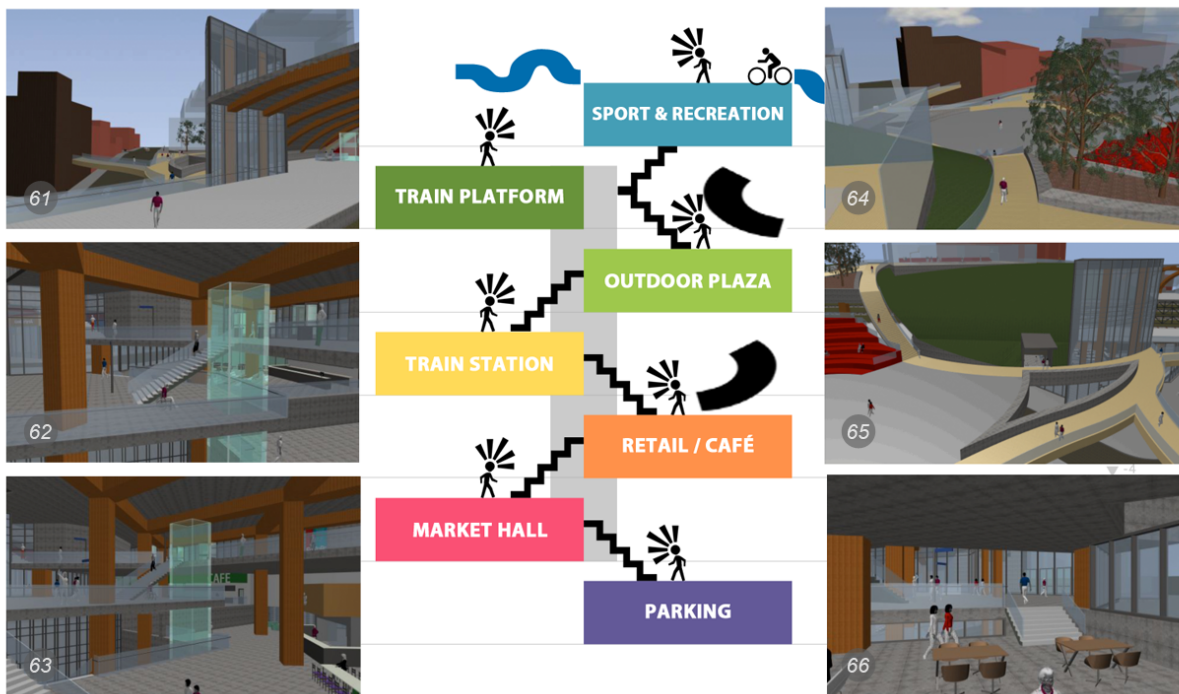 SPORT & RECREATION
TRAIN PLATFORM
61
64
OUTDOOR PLAZA
TRAIN STATION
62
65
RETAIL / CAFÉ
-4
MARKET HALL
CAFE
PARKING
63
66